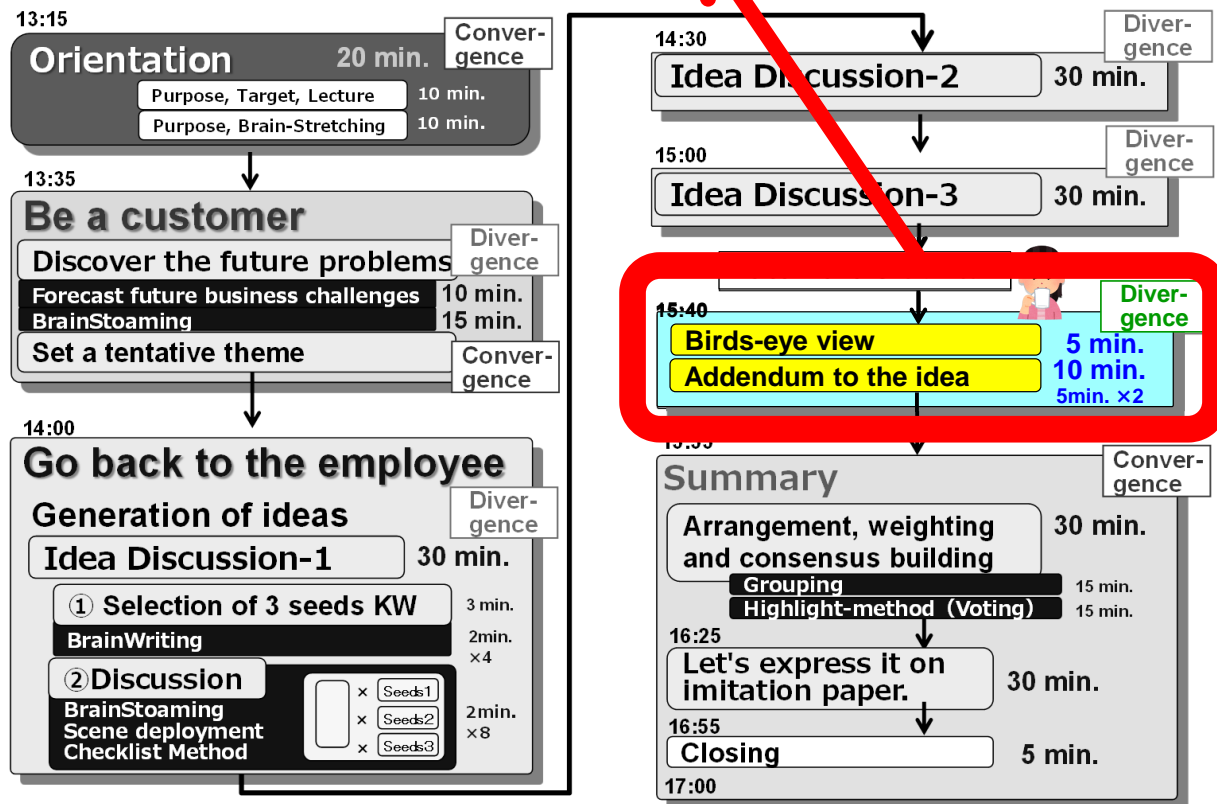 13:15
Orientation 20 min.
Conver-
gence
Purpose, Target, Lecture 10 min.
Purpose, Brain-Stretching 10 min.
13:35
Be a customer
Diver-
gence
Discover the future problems
Forecast future business challenges 10 min.
BrainStoaming 15 min.
Set a tentative theme
Conver-
gence
14:00
Go back to the employee
Diver-
gence
Generation of ideas
Idea Discussion-1 30 min.
① Selection of 3 seeds KW 3 min.
BrainWriting 2min.
×4
②Discussion
BrainStoaming
Scene deployment
Checklist Method
× Seeds1
× Seeds2
× Seeds3
2min.
×8
14:30
Diver-
gence
Idea Discussion-2 30 min.
15:00
Diver-
gence
Idea Discussion-3 30 min.
15:40
Diver-
gence
Birds-eye view 5 min.
Addendum to the idea 10 min.
5min. ×2
Summary
Conver-
gence
Arrangement, weighting
and consensus building
30 min.
Grouping 15 min.
Highlight-method（Voting） 15 min.
16:25
Let's express it on
imitation paper.
30 min.
16:55
Closing 5 min.
17:00